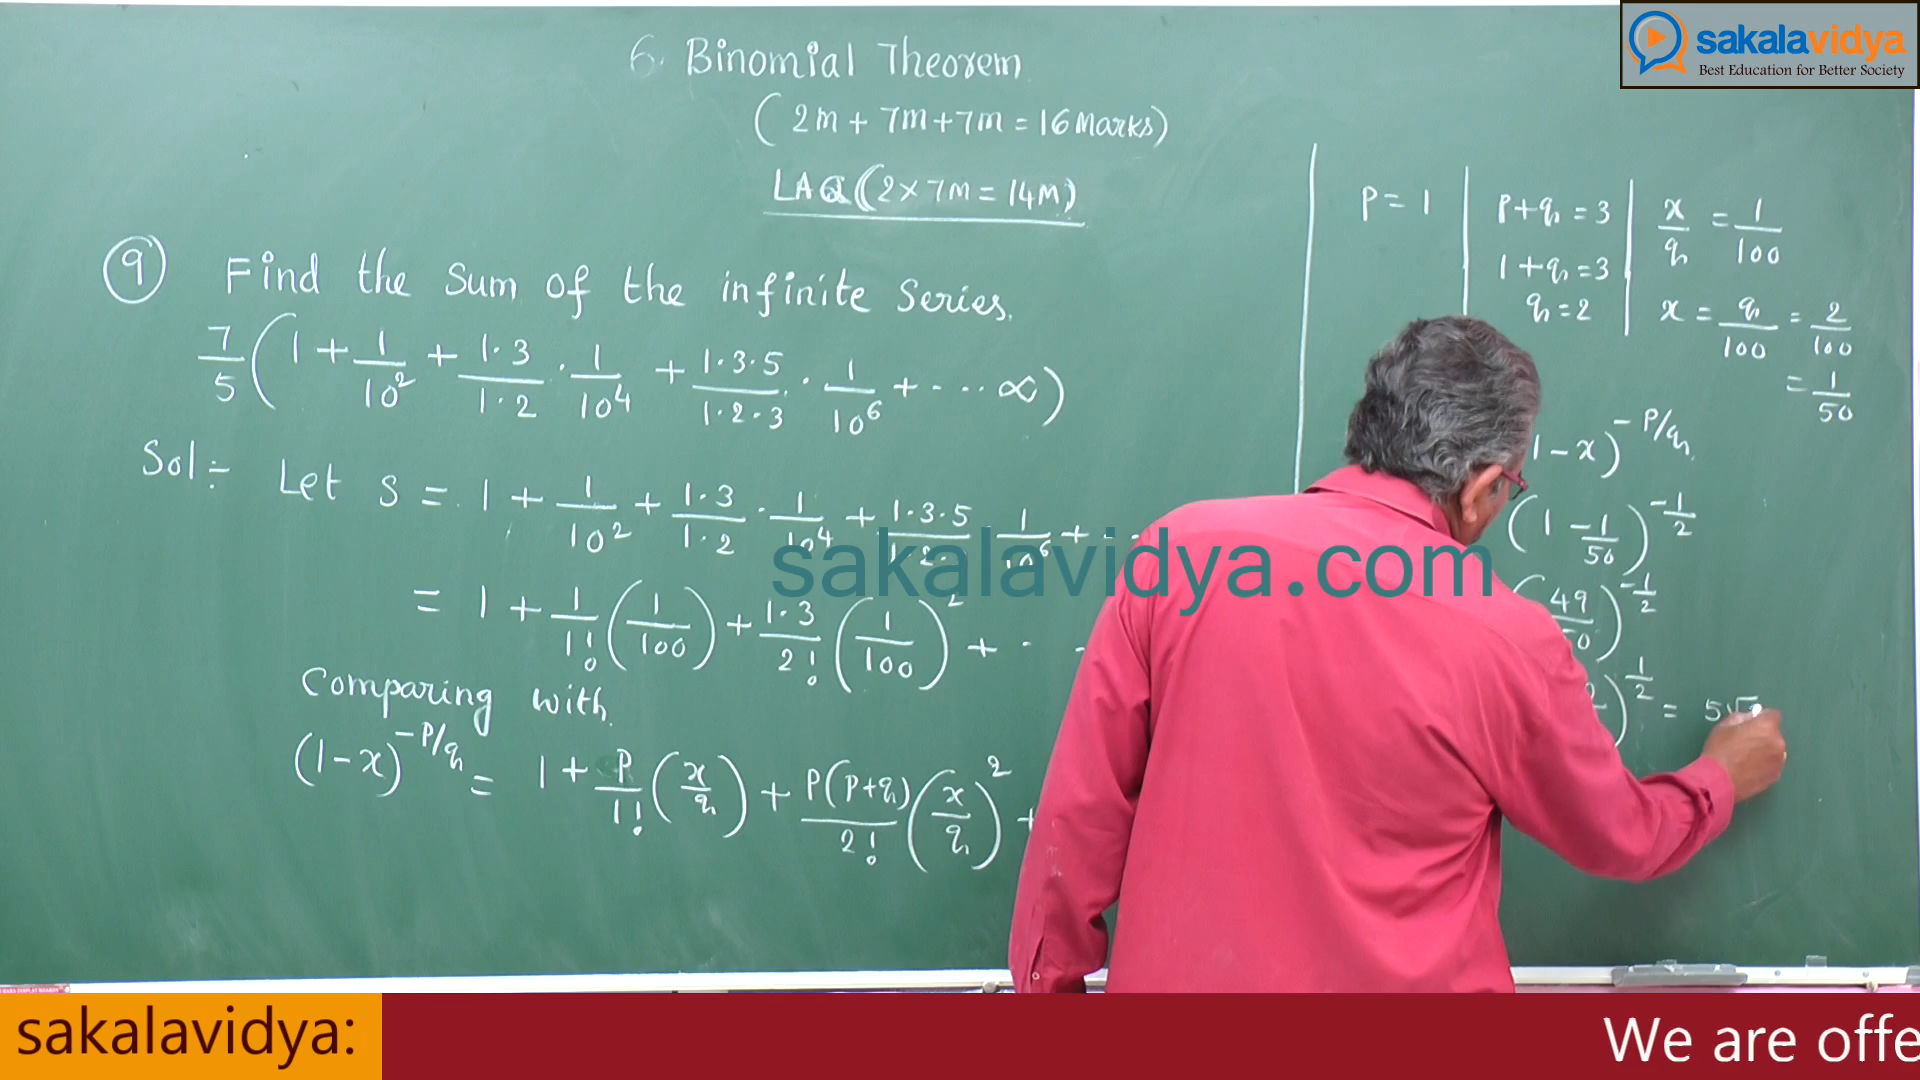 6. Binomial Theorem
(2m + 7m + 7m = 16 Marks)
LAQ (2 × 7M = 14M)
9 Find the sum of the infinite series.
7/5 (1 + 1/10² + 1·3/1·2 · 1/10⁴ + 1·3·5/1·2·3 · 1/10⁶ + ... ∞)
Sol:- Let S = 1 + 1/10² + 1·3/1·2 · 1/10⁴ + 1·3·5/1·2· 1/10⁶ + ..
= 1 + 1/1! (1/100) + 1·3/2! (1/100)² + ·
Comparing with.
(1-x)^(-P/q) = 1 + P/1! (x/q) + P(P+q)/2! (x/q)² +
P = 1
P+q = 3
1+q = 3
q = 2
x/q = 1/100
x = q/100 = 2/100
= 1/50
1-x)^(-P/q)
(1 - 1/50)^(-1/2)
(49/50)^(-1/2)
)^(1/2) = 5√
sakalavidya
Best Education for Better Society
sakalavidya.com
sakalavidya:
We are offe